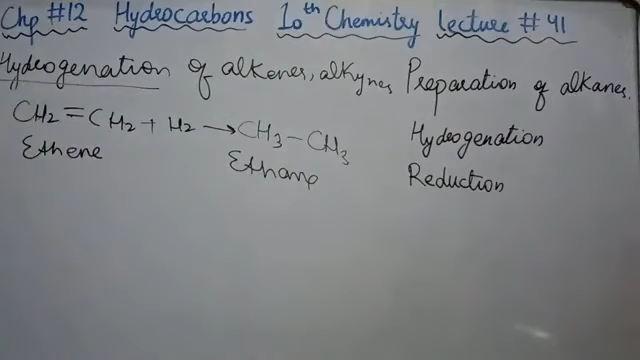 Chp #12 Hydrocarbons 10th Chemistry lecture # 41
Hydrogenation of alkenes, alkynes Preparation of alkanes.
CH2=CH2 + H2 → CH3-CH3 Hydrogenation
Ethene Ethane Reduction